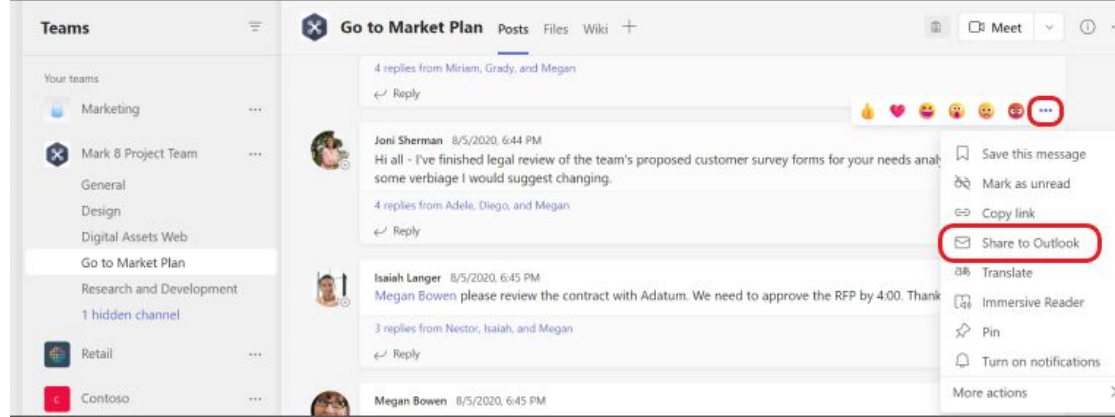 Teams
Your teams
Marketing
Mark 8 Project Team
General
Design
Digital Assets Web
Go to Market Plan
Research and Development
1 hidden channel
Retail
C Contoso
Go to Market Plan Posts Files Wiki
Meet
4 replies from Miriam, Grady, and Megan
Reply
Joni Sherman 8/5/2020, 6:44 PM
Hi all - I've finished legal review of the team's proposed customer survey forms for your needs
some verbiage I would suggest changing.
4 replies from Adele, Diego, and Megan
Reply
Isaiah Langer 8/5/2020, 6:45 PM
Megan Bowen please review the contract with Adatum. We need to approve the RFP by 4:00. Thank
3 replies from Nestor, Isaiah, and Megan
Reply
Megan Bowen 8/5/2020, 6:45 PM
Save this message
Mark as unread
Copy link
Share to Outlook
Translate
Immersive Reader
Pin
Turn on notifications
More actions